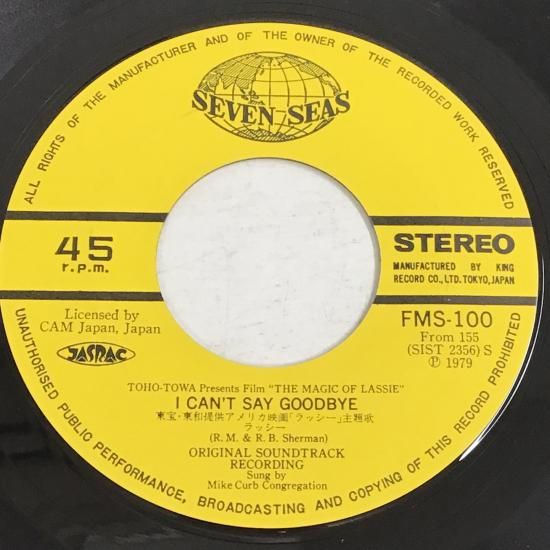 ALL RIGHTS OF THE MANUFACTURER AND OF THE OWNER OF THE RECORDED WORK RESERVED
SEVEN SEAS
45
r.p.m.
STEREO
MANUFACTURED BY KING
RECORD CO., LTD. TOKYO, JAPAN
Licensed by
CAM Japan, Japan
JASRAC
FMS-100
From 155
(SIST 2356) S
Ⓟ 1979
TOHO-TOWA Presents Film "THE MAGIC OF LASSIE"
I CAN'T SAY GOODBYE
東宝・東和提供アメリカ映画「ラッシー」主題歌
ラッシー
(R. M. & R. B. Sherman)
ORIGINAL SOUNDTRACK
RECORDING
Sung by
Mike Curb Congregation
UNAUTHORISED PUBLIC PERFORMANCE, BROADCASTING AND COPYING OF THIS RECORD PROHIBITED